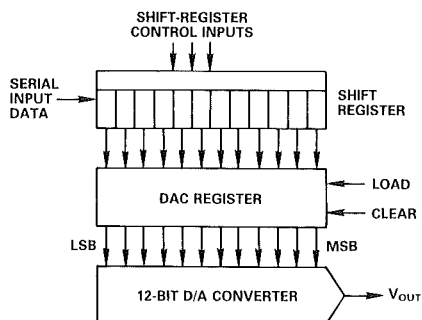 SHIFT-REGISTER
CONTROL INPUTS
SERIAL
INPUT
DATA
SHIFT
REGISTER
DAC REGISTER
LOAD
CLEAR
LSB
MSB
12-BIT D/A CONVERTER
VOUT